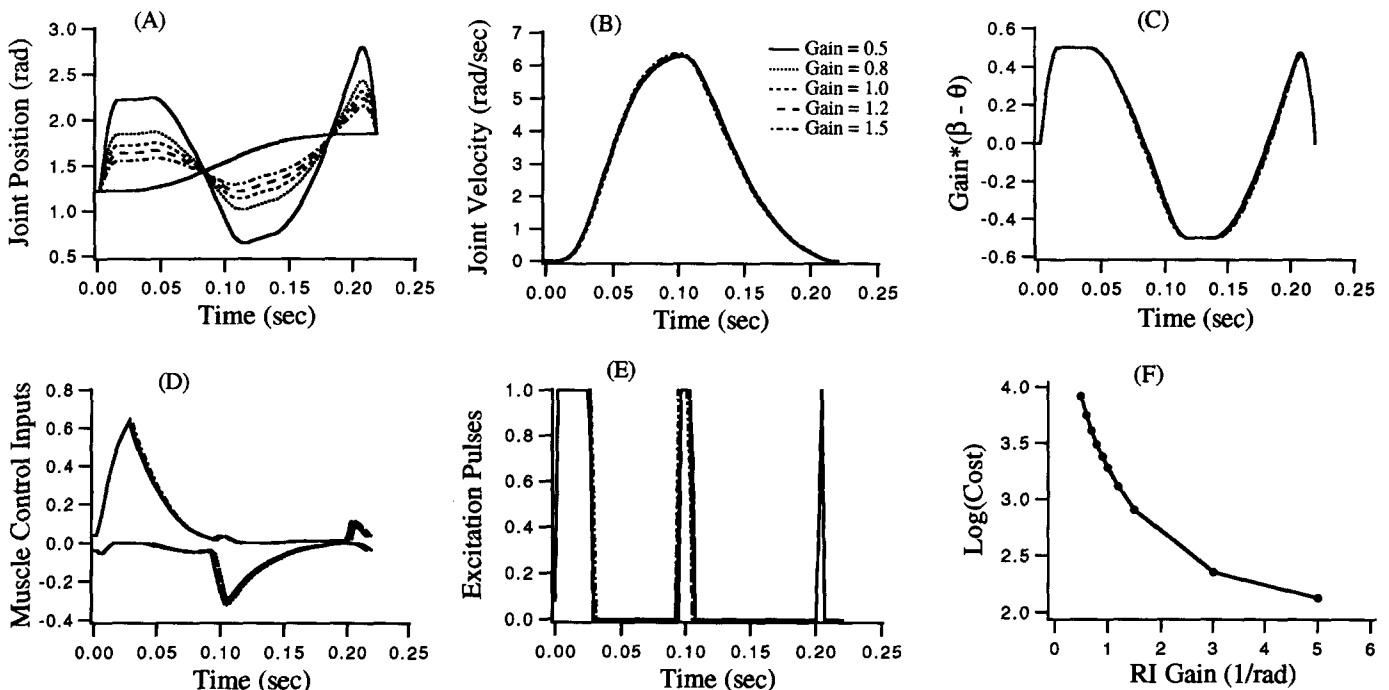 (A)
Joint Position (rad)
3.0
2.5
2.0
1.5
1.0
0.5
0.00 0.05 0.10 0.15 0.20 0.25
Time (sec)
(B)
Joint Velocity (rad/sec)
7
6
5
4
3
2
1
0
Gain = 0.5
Gain = 0.8
Gain = 1.0
Gain = 1.2
Gain = 1.5
0.00 0.05 0.10 0.15 0.20 0.25
Time (sec)
(C)
Gain*(β - θ)
0.6
0.4
0.2
0.0
-0.2
-0.4
-0.6
0.00 0.05 0.10 0.15 0.20 0.25
Time (sec)
(D)
Muscle Control Inputs
0.8
0.6
0.4
0.2
0.0
-0.2
-0.4
0.00 0.05 0.10 0.15 0.20 0.25
Time (sec)
(E)
Excitation Pulses
1.0
0.8
0.6
0.4
0.2
0.0
0.00 0.05 0.10 0.15 0.20 0.25
Time (sec)
(F)
Log(Cost)
4.0
3.5
3.0
2.5
2.0
0 1 2 3 4 5 6
RI Gain (1/rad)